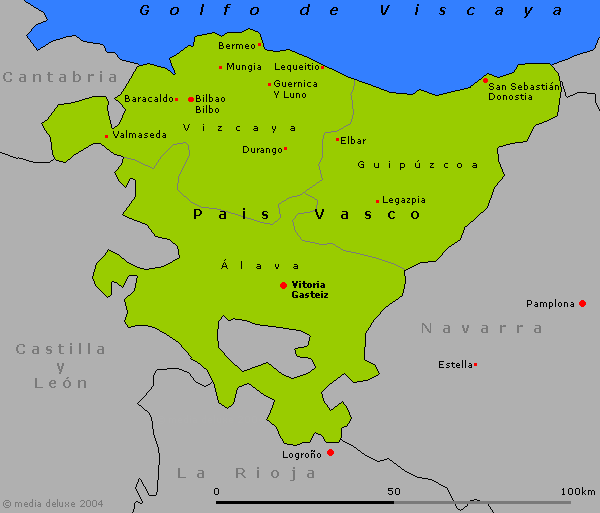 Golfo de Viscaya
Bermeo
Cantabria
Mungia
Lequeitio
Guernica
Y Luno
San Sebastián
Donostia
Baracaldo
Bilbao
Bilbo
Vizcaya
Valmaseda
Durango
Elbar
Guipúzcoa
Legazpia
Pais Vasco
Álava
Vitoria
Gasteiz
Pamplona
Navarra
Castilla
y
León
Estella
Logroño
La Rioja
0 50 100km
© media deluxe 2004